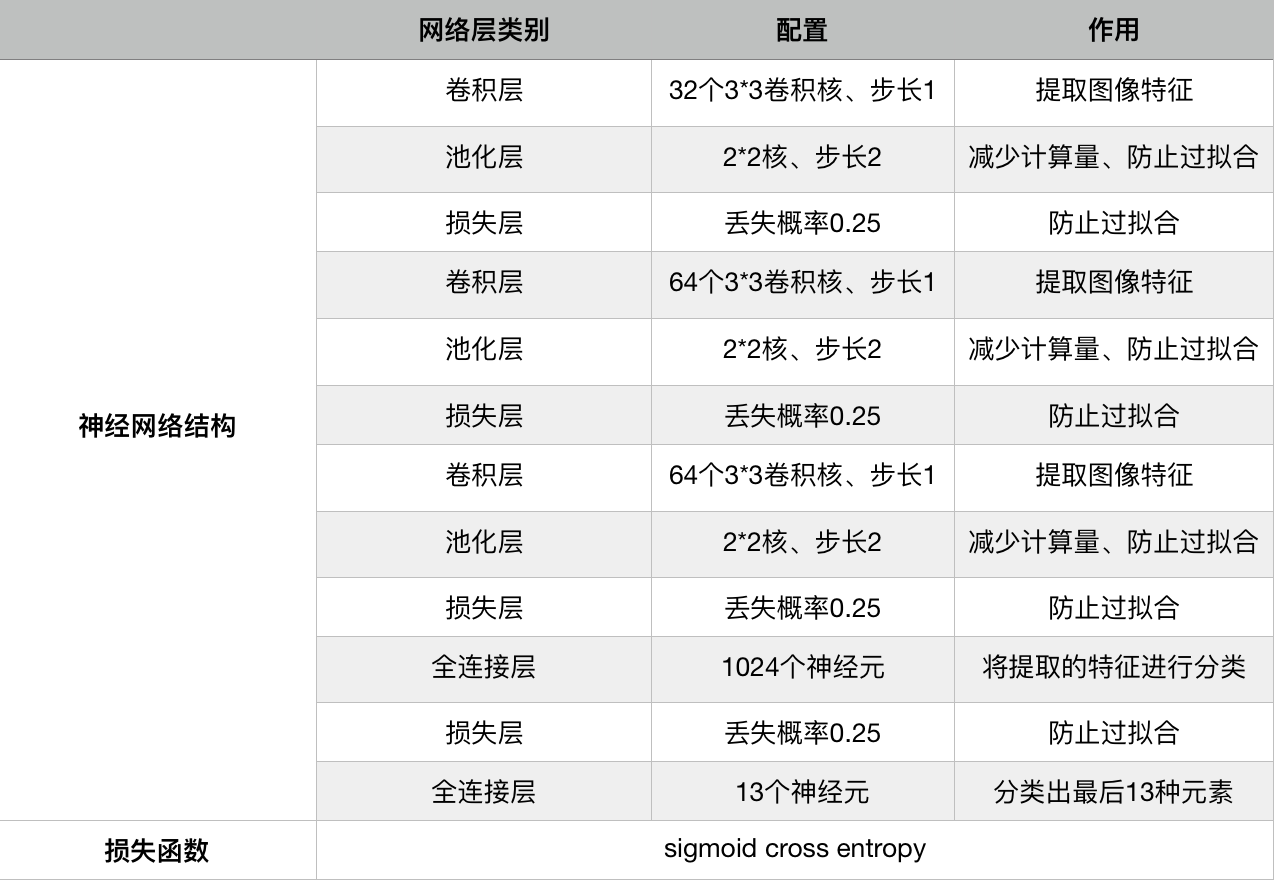 网络层类别 配置 作用
卷积层 32个3*3卷积核、步长1 提取图像特征
池化层 2*2核、步长2 减少计算量、防止过拟合
损失层 丢失概率0.25 防止过拟合
卷积层 64个3*3卷积核、步长1 提取图像特征
池化层 2*2核、步长2 减少计算量、防止过拟合
神经网络结构 损失层 丢失概率0.25 防止过拟合
卷积层 64个3*3卷积核、步长1 提取图像特征
池化层 2*2核、步长2 减少计算量、防止过拟合
损失层 丢失概率0.25 防止过拟合
全连接层 1024个神经元 将提取的特征进行分类
损失层 丢失概率0.25 防止过拟合
全连接层 13个神经元 分类出最后13种元素
损失函数 sigmoid cross entropy